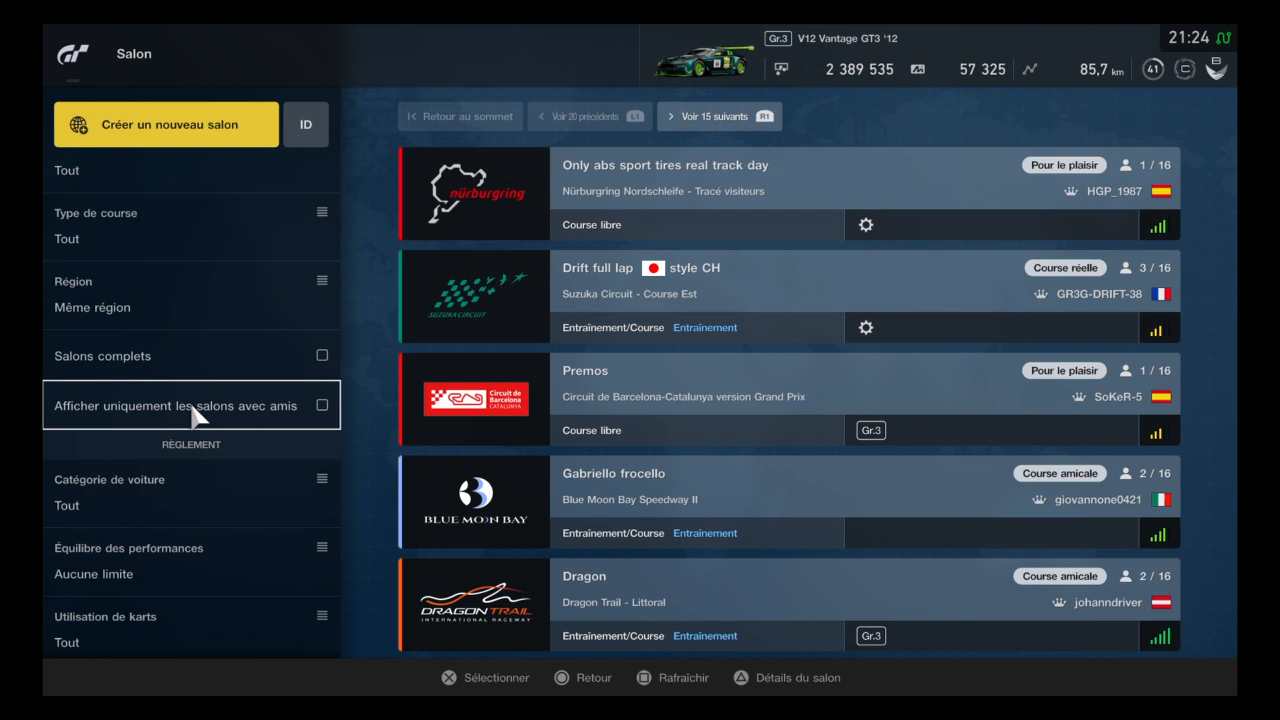 GT Salon
Gr.3 V12 Vantage GT3 '12
21:24
2 389 535 57 325 85,7 km 41 B
Créer un nouveau salon
ID
Tout
Type de course
Tout
Région
Même région
Salons complets
Afficher uniquement les salons avec amis
RÈGLEMENT
Catégorie de voiture
Tout
Équilibre des performances
Aucune limite
Utilisation de karts
Tout
Retour au sommet
Voir 20 précédents L1
Voir 15 suivants R1
nürburgring
Only abs sport tires real track day
Pour le plaisir 1 / 16
Nürburgring Nordschleife - Tracé visiteurs
HGP_1987
Course libre
SUZUKA CIRCUIT
Drift full lap 🇯🇵 style CH
Course réelle 3 / 16
Suzuka Circuit - Course Est
GR3G-DRIFT-38
Entraînement/Course Entraînement
Circuit de
Barcelona
CATALUNYA
Premos
Pour le plaisir 1 / 16
Circuit de Barcelona-Catalunya version Grand Prix
SoKeR-5
Course libre
Gr.3
BLUE MOON BAY
Gabriello frocello
Course amicale 2 / 16
Blue Moon Bay Speedway II
giovannone0421
Entraînement/Course Entraînement
DRAGON TRAIL
INTERNATIONAL RACEWAY
Dragon
Course amicale 2 / 16
Dragon Trail - Littoral
johanndriver
Entraînement/Course Entraînement
Gr.3
Sélectionner Retour Rafraîchir Détails du salon